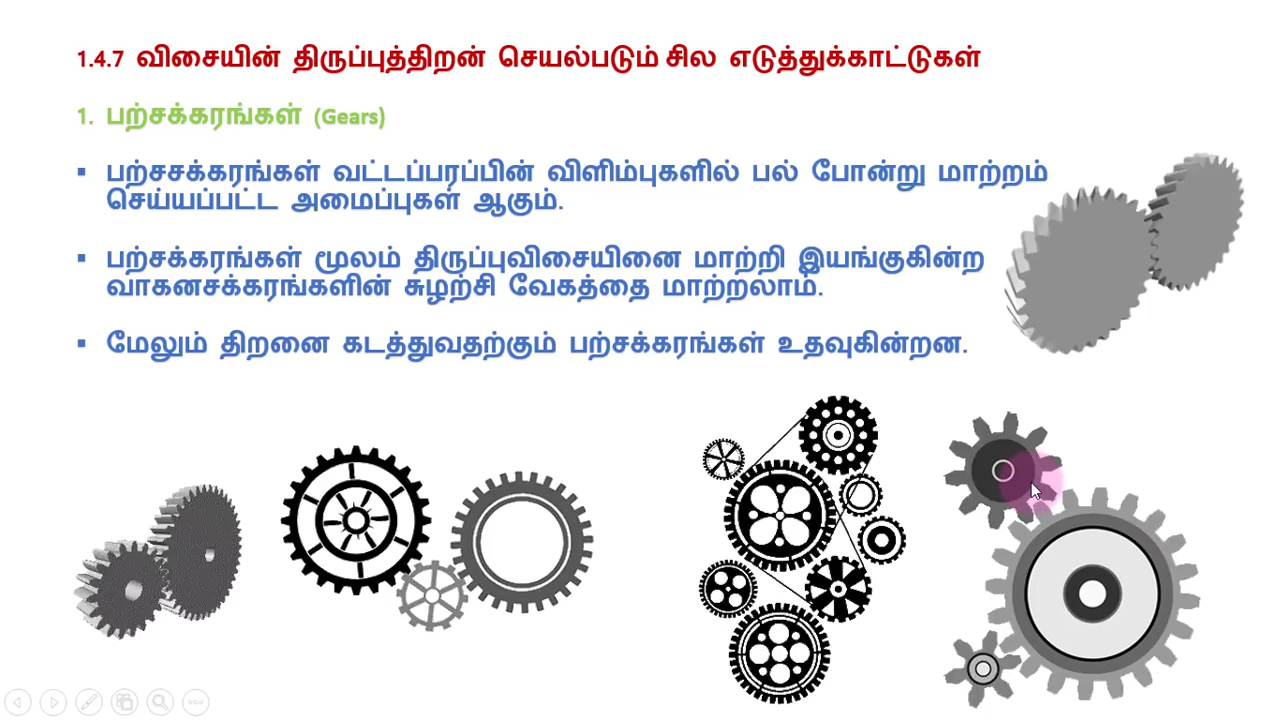 1.4.7 விசையின் திருப்புத்திறன் செயல்படும் சில எடுத்துக்காட்டுகள்
1. பற்சக்கரங்கள் (Gears)
▪ பற்சசக்கரங்கள் வட்டப்பரப்பின் விளிம்புகளில் பல் போன்று மாற்றம்
செய்யப்பட்ட அமைப்புகள் ஆகும்.
▪ பற்சக்கரங்கள் மூலம் திருப்புவிசையினை மாற்றி இயங்குகின்ற
வாகனசக்கரங்களின் சுழற்சி வேகத்தை மாற்றலாம்.
▪ மேலும் திறனை கடத்துவதற்கும் பற்சக்கரங்கள் உதவுகின்றன.